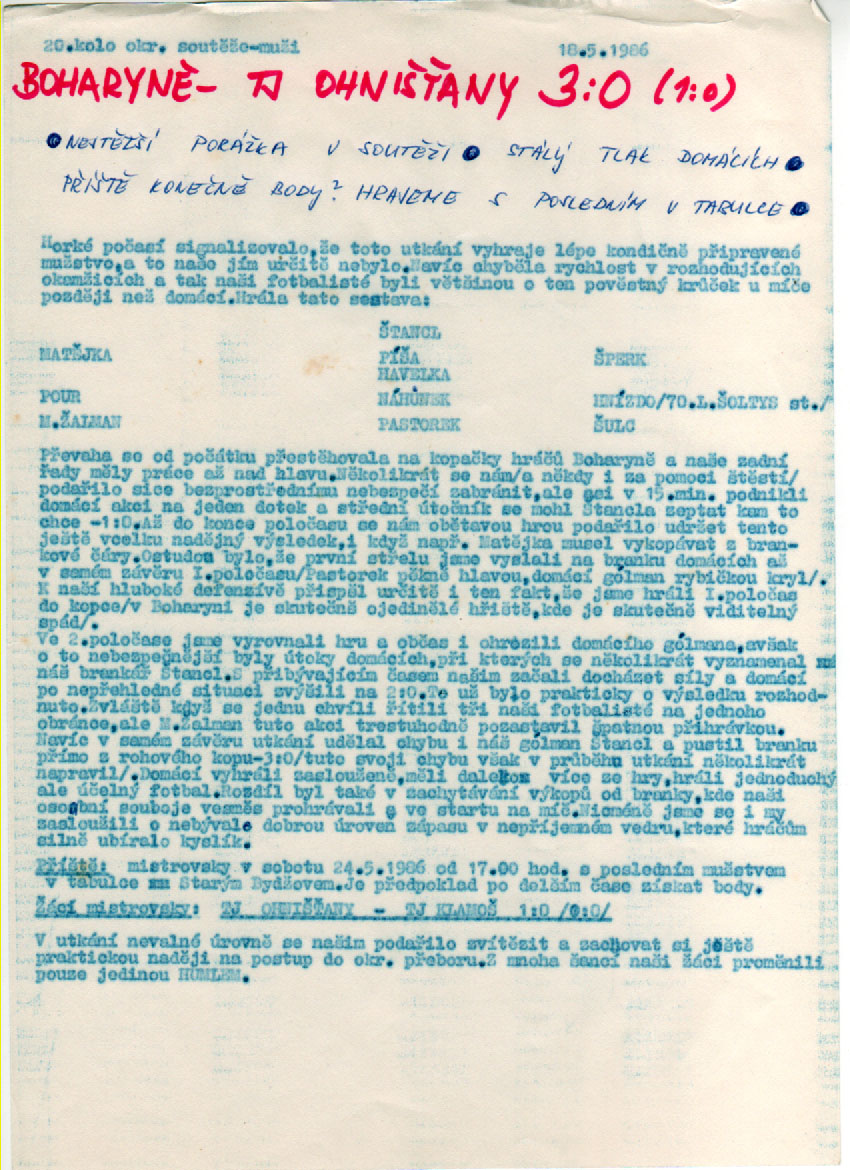 20.kolo okr. soutěže-muži 18.5.1986
BOHARYNĚ- TJ OHNIŠŤANY 3:0 (1:0)
●NEJTĚŽŠÍ PORÁŽKA V SOUTĚŽI ● STÁLÝ TLAK DOMÁCÍCH ●
PŘÍŠTĚ KONEČNĚ BODY? HRAJEME S POSLEDNÍM V TABULCE ●
Horké počasí signalizovalo,že toto utkání vyhraje lépe kondičně připravené
mužstvo,a to naše jím určitě nebylo.Navíc chyběla rychlost v rozhodujících
okamžicích a tak naši fotbalisté byli většinou o ten pověstný krůček u míče
později než domácí.Hrála tato sestava:
ŠTANCL
MATĚJKA PÍŠA ŠPERK
HAVELKA
POUR NÁHŮNEK HNÍZDO/70.L.ŠOLTYS st./
M.ŽALMAN PASTOREK ŠULC
Převaha se od počátku přestěhovala na kopačky hráčů Boharyně a naše zadní
řady měly práce až nad hlavu.Několikrát se nám/a někdy i za pomoci štěstí/
podařilo sice bezprostřednímu nebezpečí zabránit,ale asi v 15.min. podnikli
domácí akci na jeden dotek a střední útočník se mohl Štancla zeptat kam to
chce -1:0.Až do konce poločasu se nám obětavou hrou podařilo udržet tento
ještě vcelku nadějný výsledek,i když např. Matějka musel vykopávat z bran-
kové čáry.Ostudou bylo,že první střelu jsme vyslali na branku domácích až
v samém závěru I.poločasu/Pastorek pěkně hlavou,domácí gólman rybičkou kryl/.
K naší hluboké defenzívě přispěl určitě i ten fakt,že jsme hráli I.poločas
do kopce/v Boharyni je skutečně ojedinělé hřiště,kde je skutečně viditelný
spád/.
Ve 2.poločase jsme vyrovnali hru a občas i ohrozili domácího gólmana,avšak
o to nebezpečnější byly útoky domácích,při kterých se několikrát vyznamenal
náš brankář Štancl.S přibývajícím časem našim začali docházet síly a domácí
po nepřehledné situaci svýšili na 2:0.To už bylo prakticky o výsledku rozhod-
nuto.Zvláště když se jednu chvíli řítili tři naši fotbalisté na jednoho
obránce,ale M.Žalman tuto akci trestuhodně pozastavil špatnou přihrávkou.
Navíc v samém závěru utkání udělal chybu i náš gólman Štancl a pustil branku
přímo z rohového kopu-3:0/tuto svoji chybu však v průběhu utkání několikrát
napravil/.Domácí vyhráli zaslouženě,měli daleko více ze hry,hráli jednoduchý
ale účelný fotbal.Rozdíl byl také v zachytávání výkopů od branky,kde naši
osobní souboje vesměs prohrávali a ve startu na míč.Nicméně jsme se i my
zasloužili o nebývale dobrou úroveň zápasu v nepříjemném vedru,které hráčům
silně ubíralo kyslík.
Příště: mistrovsky v sobotu 24.5.1986 od 17.00 hod. s posledním mužstvem
v tabulce Starým Bydžovem.Je předpoklad po delším čase získat body.
Žáci mistrovsky: TJ OHNIŠŤANY - TJ KLAMOŠ 1:0 /0:0/
V utkání nevalné úrovně se našim podařilo svítězit a zachovat si ještě
praktickou naději na postup do okr. přeboru.Z mnoha šancí naši žáci proměnili
pouze jedinou HUMLEM.